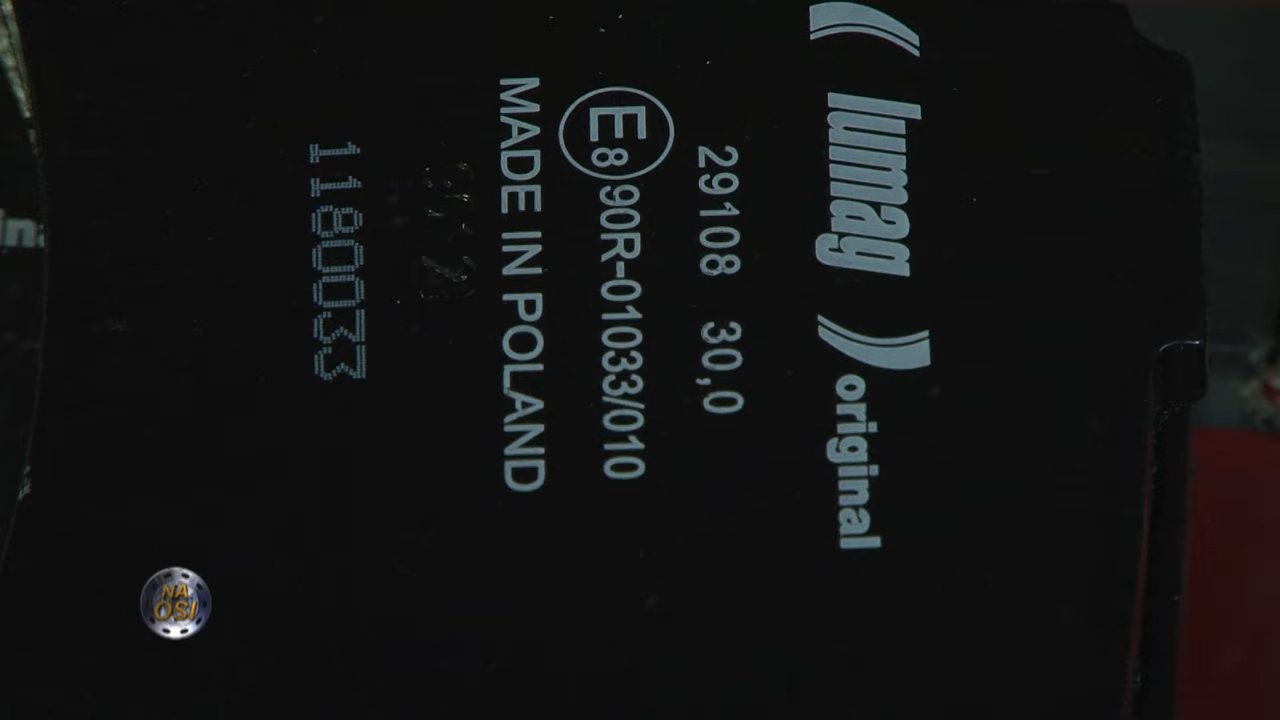 lumag original
29108 30,0
E8 90R-01033/010
MADE IN POLAND
1180033
NA
OSI